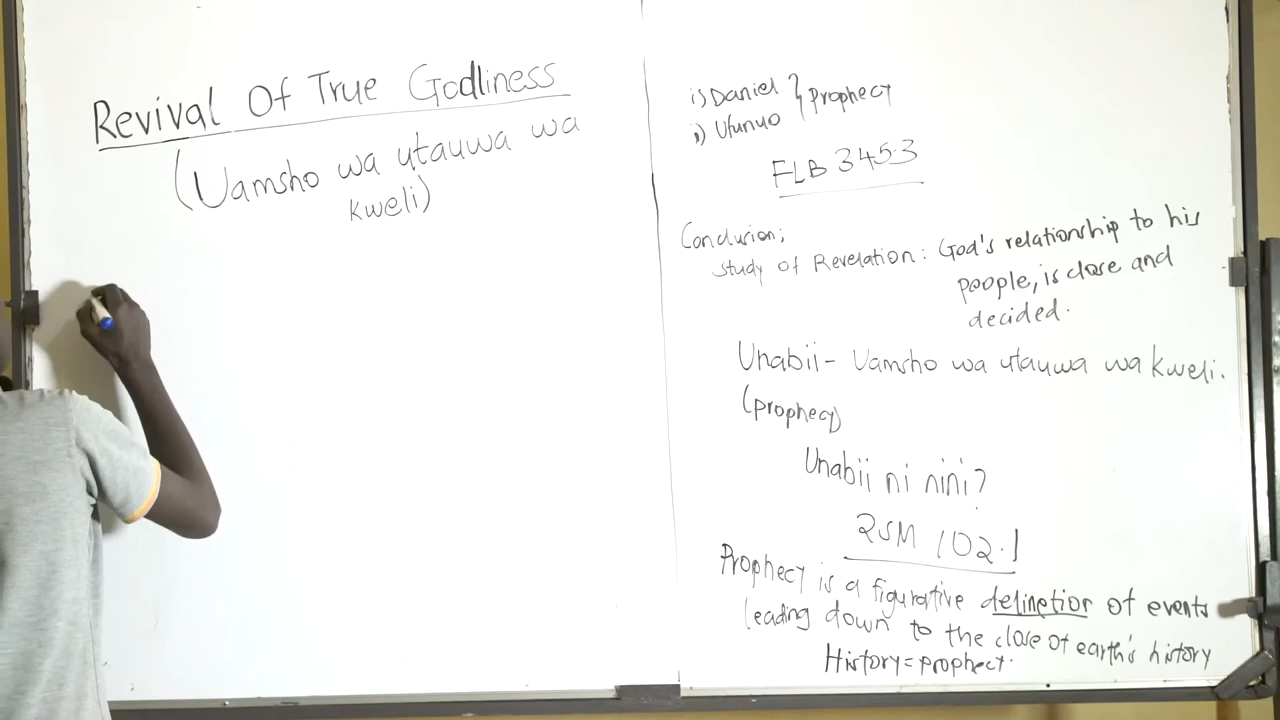 Revival Of True Godliness
(Uamsho wa utauwa wa
kweli)
i) Daniel } prophecy
ii) Ufunuo
FLB 345.3
Conclusion;
study of Revelation: God's relationship to his
people, is close and
decided.
Unabii - Uamsho wa utauwa wa kweli.
(prophecy)
Unabii ni nini?
2SM 102.1
Prophecy is a figurative delinetior of events
leading down to the close of earth's history
History = prophect.